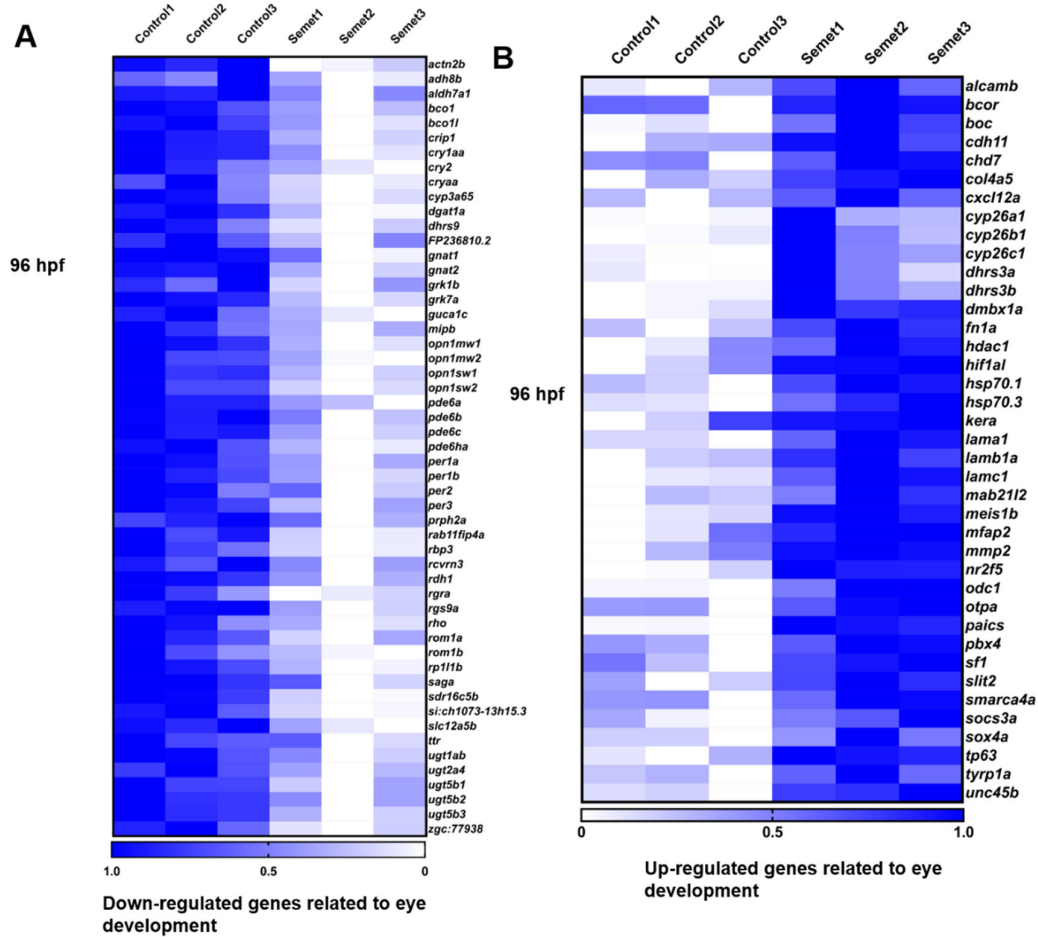 A
Control1 Control2 Control3 Semet1 Semet2 Semet3
96 hpf
actn2b
adh8b
aldh7a1
bco1
bco1l
crip1
cry1aa
cry2
cryaa
cyp3a65
dgat1a
dhrs9
FP236810.2
gnat1
gnat2
grk1b
grk7a
guca1c
mipb
opn1mw1
opn1mw2
opn1sw1
opn1sw2
pde6a
pde6b
pde6c
pde6ha
per1a
per1b
per2
per3
prph2a
rab11fip4a
rbp3
rcvrn3
rdh1
rgra
rgs9a
rho
rom1a
rom1b
rp1l1b
saga
sdr16c5b
si:ch1073-13h15.3
slc12a5b
ttr
ugt1ab
ugt2a4
ugt5b1
ugt5b2
ugt5b3
zgc:77938
1.0 0.5 0
Down-regulated genes related to eye
development
B
Control1 Control2 Control3 Semet1 Semet2 Semet3
96 hpf
alcamb
bcor
boc
cdh11
chd7
col4a5
cxcl12a
cyp26a1
cyp26b1
cyp26c1
dhrs3a
dhrs3b
dmbx1a
fn1a
hdac1
hif1al
hsp70.1
hsp70.3
kera
lama1
lamb1a
lamc1
mab21l2
meis1b
mfap2
mmp2
nr2f5
odc1
otpa
paics
pbx4
sf1
slit2
smarca4a
socs3a
sox4a
tp63
tyrp1a
unc45b
0 0.5 1.0
Up-regulated genes related to eye
development